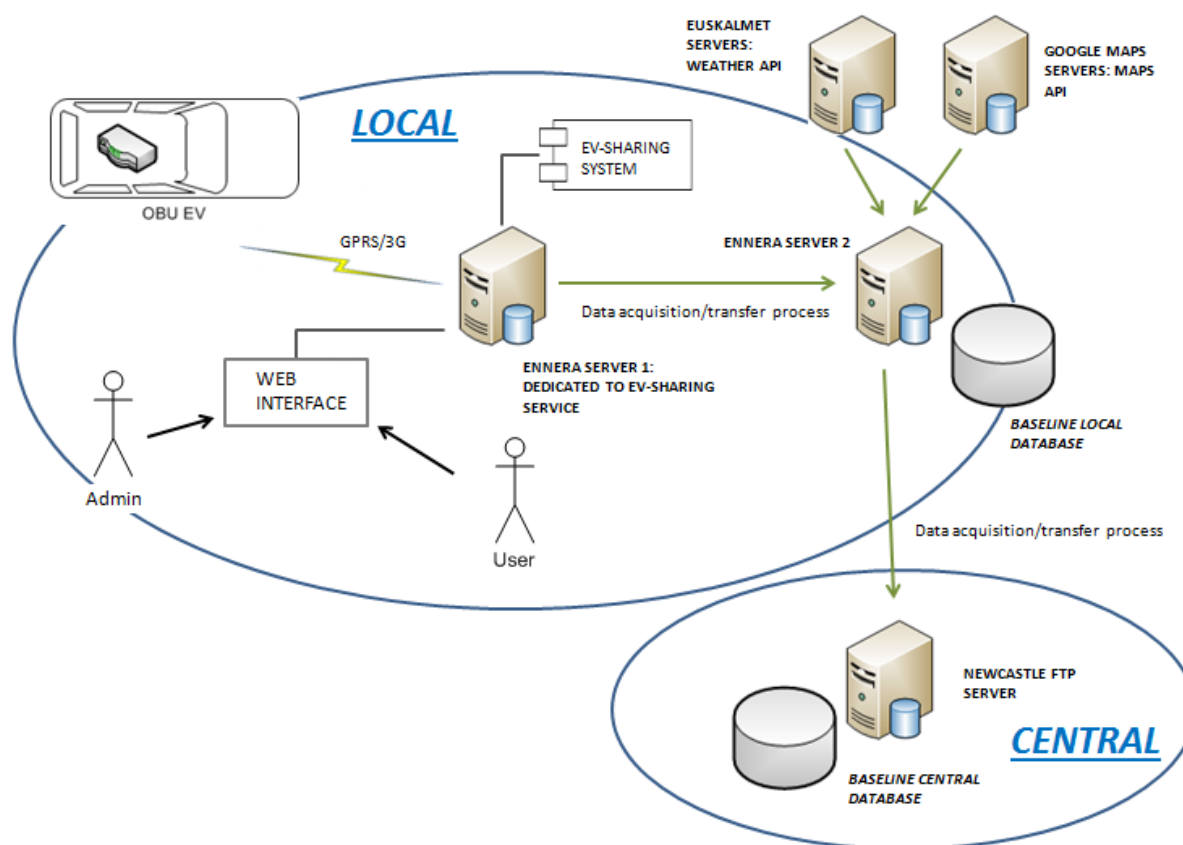 EUSKALMET
SERVERS:
WEATHER API
GOOGLE MAPS
SERVERS: MAPS
API
LOCAL
EV-SHARING
SYSTEM
OBU EV
GPRS/3G
ENNERA SERVER 2
Data acquisition/transfer process
ENNERA SERVER 1:
DEDICATED TO EV-SHARING
SERVICE
WEB
INTERFACE
BASELINE LOCAL
DATABASE
Admin
User
Data acquisition/transfer process
NEWCASTLE FTP
SERVER
CENTRAL
BASELINE CENTRAL
DATABASE